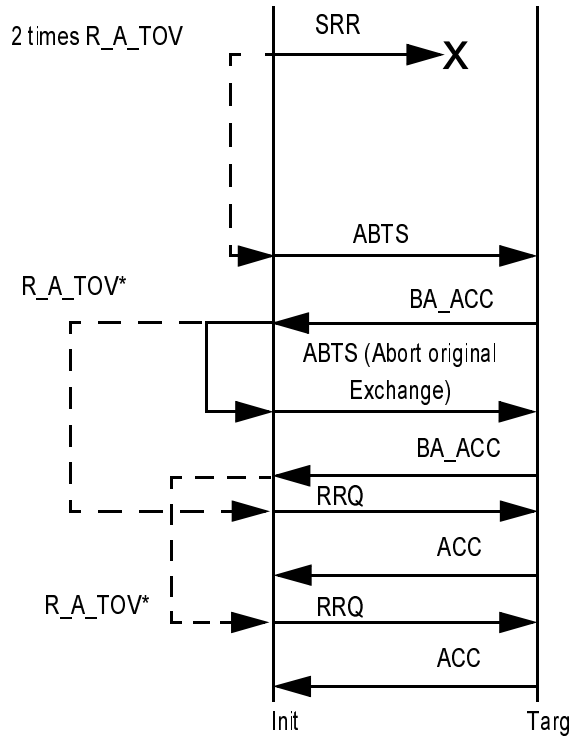 SRR
2 times R_A_TOV
X
ABTS
R_A_TOV*
BA_ACC
ABTS (Abort original
Exchange)
BA_ACC
RRQ
ACC
R_A_TOV*
RRQ
ACC
Init
Targ